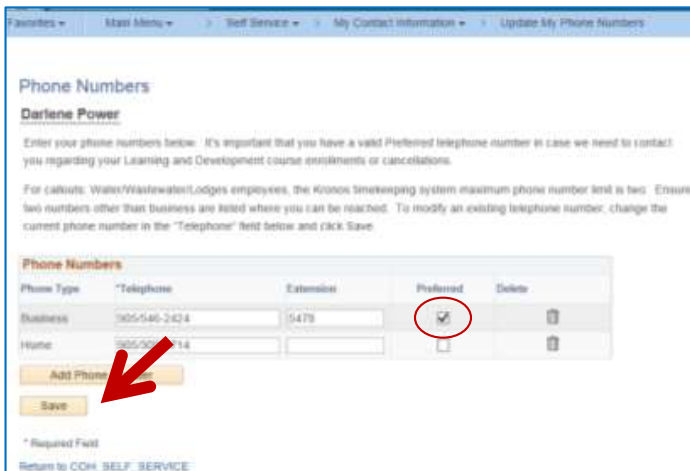 Favorites Main Menu > Self Service > My Contact Information > Update My Phone Numbers
Phone Numbers
Darlene Power
Enter your phone numbers below. It's important that you have a valid Preferred telephone number in case we need to contact
you regarding your Learning and Development course enrollments or cancellations.
For callouts: Water/Wastewater/Lodges employees, the Kronos timekeeping system maximum phone number limit is two. Ensure
two numbers other than business are listed where you can be reached. To modify an existing telephone number, change the
current phone number in the "Telephone" field below and click Save
Phone Numbers
Phone Type *Telephone Extension Preferred Delete
Business 905/546-2424 5478
Home
Add Phone
Save
* Required Field
Return to COH_SELF_SERVICE